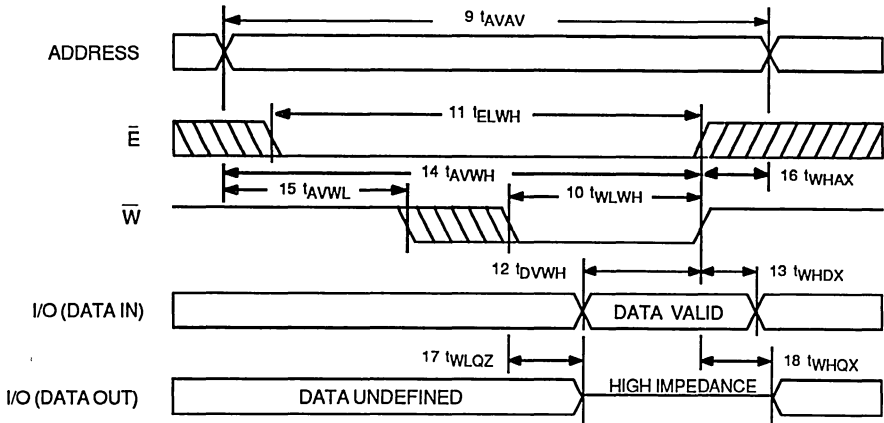 9 tAVAV
ADDRESS
11 tELWH
E̅
14 tAVWH
16 tWHAX
15 tAVWL
10 tWLWH
W̅
12 tDVWH
13 tWHDX
I/O (DATA IN)
DATA VALID
17 tWLQZ
18 tWHQX
I/O (DATA OUT)
DATA UNDEFINED
HIGH IMPEDANCE